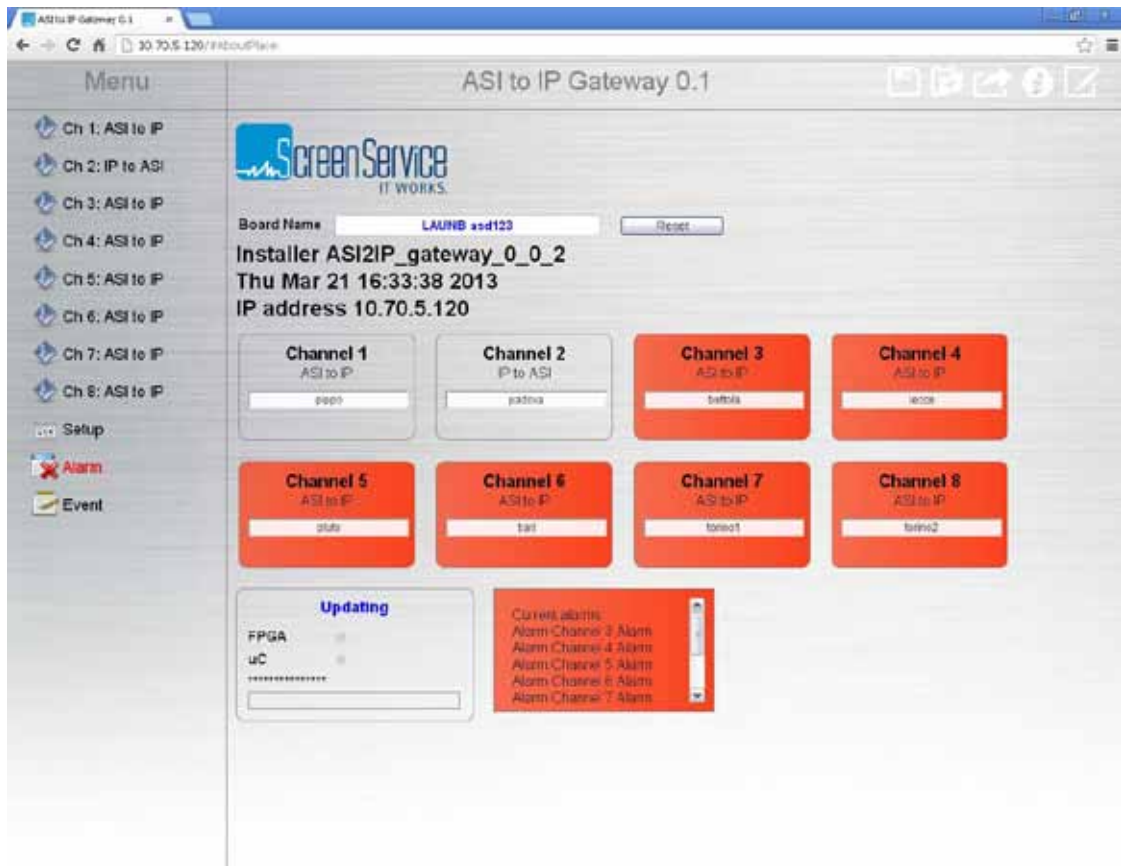 ASI to IP Gateway 0.1
10.70.5.120/#AboutPlace
Menu
ASI to IP Gateway 0.1
Ch 1: ASI to IP
Ch 2: IP to ASI
Ch 3: ASI to IP
Ch 4: ASI to IP
Ch 5: ASI to IP
Ch 6: ASI to IP
Ch 7: ASI to IP
Ch 8: ASI to IP
Setup
Alarm
Event
ScreenService
IT WORKS.
Board Name
LAUNB asd123
Reset
Installer ASI2IP_gateway_0_0_2
Thu Mar 21 16:33:38 2013
IP address 10.70.5.120
Channel 1
ASI to IP
pippo
Channel 2
IP to ASI
padova
Channel 3
ASI to IP
Channel 4
ASI to IP
lecce
Channel 5
ASI to IP
pluto
Channel 6
ASI to IP
bari
Channel 7
ASI to IP
torino1
Channel 8
ASI to IP
torino2
Updating
FPGA
uC
****************
Current alarms:
Alarm Channel 3 Alarm
Alarm Channel 4 Alarm
Alarm Channel 5 Alarm
Alarm Channel 6 Alarm
Alarm Channel 7 Alarm